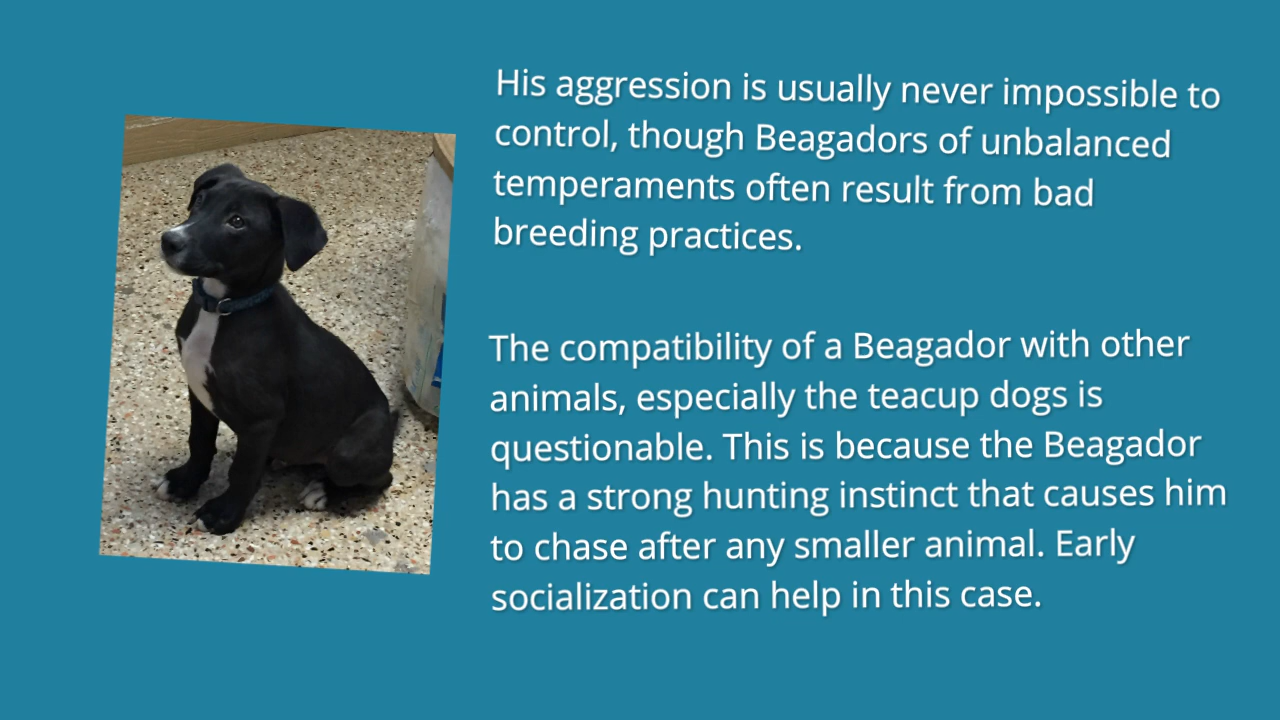 His aggression is usually never impossible to
control, though Beagadors of unbalanced
temperaments often result from bad
breeding practices.
The compatibility of a Beagador with other
animals, especially the teacup dogs is
questionable. This is because the Beagador
has a strong hunting instinct that causes him
to chase after any smaller animal. Early
socialization can help in this case.